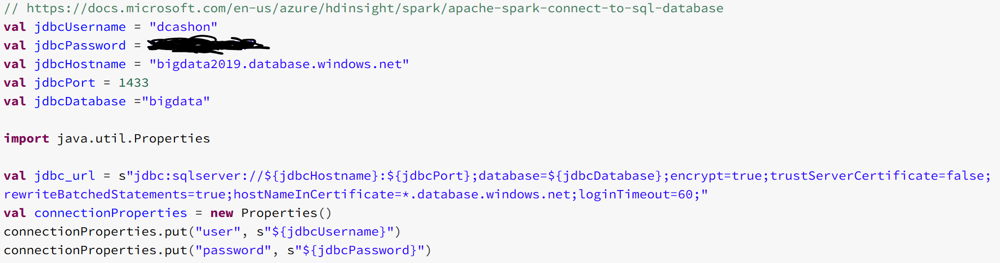 // https://docs.microsoft.com/en-us/azure/hdinsight/spark/apache-spark-connect-to-sql-database
val jdbcUsername = "dcashon"
val jdbcPassword =
val jdbcHostname = "bigdata2019.database.windows.net"
val jdbcPort = 1433
val jdbcDatabase ="bigdata"
import java.util.Properties
val jdbc_url = s"jdbc:sqlserver://${jdbcHostname}:${jdbcPort};database=${jdbcDatabase};encrypt=true;trustServerCertificate=false;
rewriteBatchedStatements=true;hostNameInCertificate=*.database.windows.net;loginTimeout=60;"
val connectionProperties = new Properties()
connectionProperties.put("user", s"${jdbcUsername}")
connectionProperties.put("password", s"${jdbcPassword}")